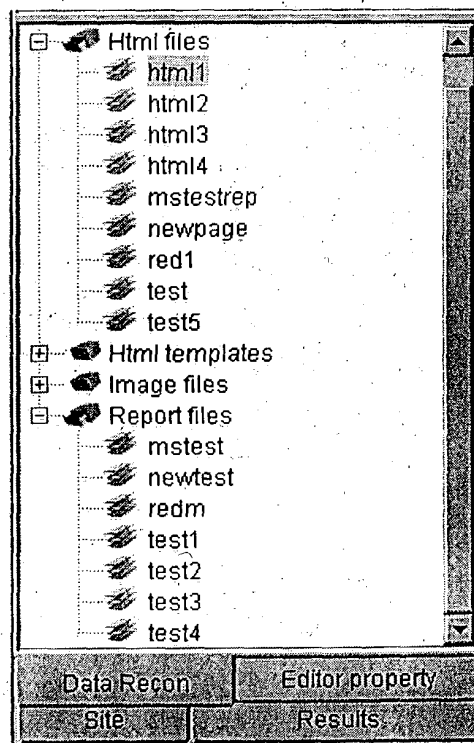 Html files
html1
html2
html3
html4
mstestrep
newpage
red1
test
test5
Html templates
Image files
Report files
mstest
newtest
redm
test1
test2
test3
test4
Data Recon Editor property
Site Results